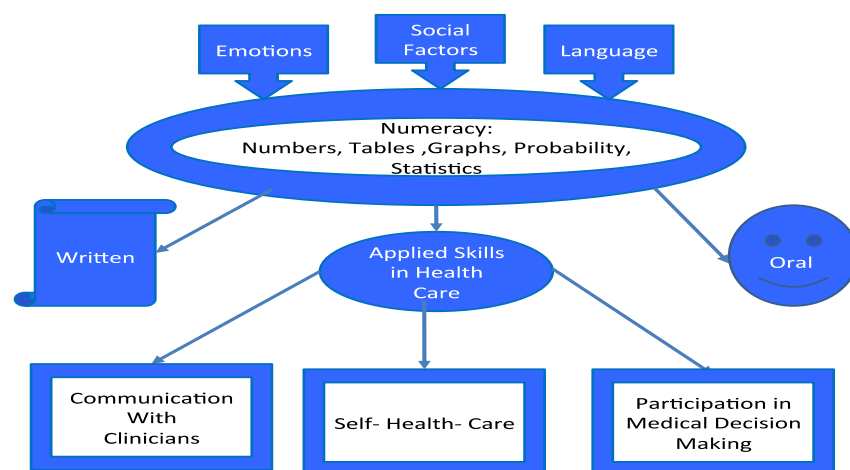 Emotions
Social
Factors
Language
Numeracy:
Numbers, Tables ,Graphs, Probability,
Statistics
Written
Applied Skills
in Health
Care
Oral
Communication
With
Clinicians
Self- Health- Care
Participation in
Medical Decision
Making